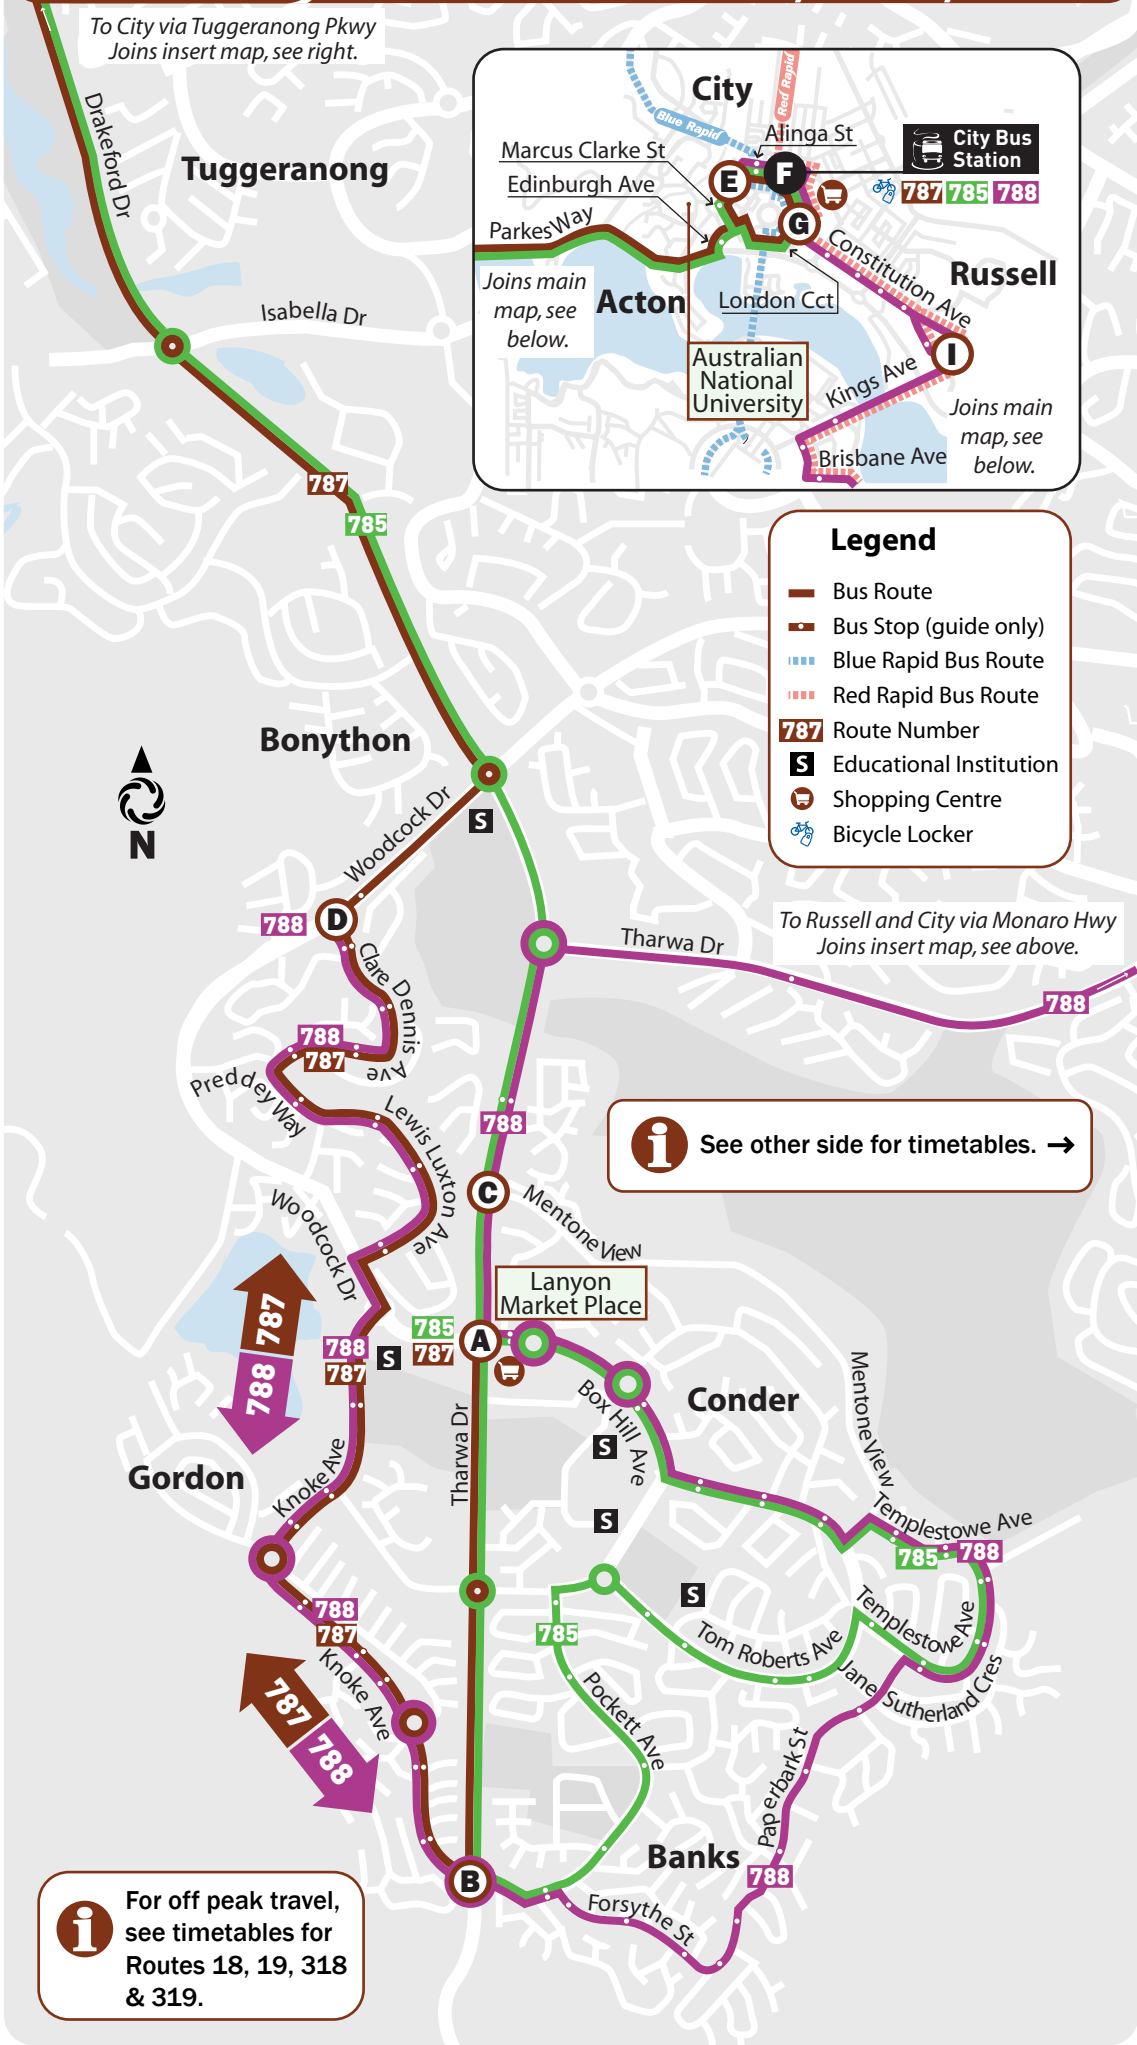 To City via Tuggeranong Pkwy
Joins insert map, see right.
Drakeford Dr
Tuggeranong
Isabella Dr
City
Blue Rapid
Red Rapid
Alinga St
Marcus Clarke St
Edinburgh Ave
City Bus
Station
E
F
787 785 788
G
Parkes Way
Constitution Ave
Russell
Joins main
map, see
below.
Acton
London Cct
I
Australian
National
University
Kings Ave
Joins main
map, see
below.
Brisbane Ave
787
785
Legend
Bus Route
Bus Stop (guide only)
Blue Rapid Bus Route
Red Rapid Bus Route
787 Route Number
S Educational Institution
Shopping Centre
Bicycle Locker
Bonython
N
S
Woodcock Dr
788
D
Clare Dennis Ave
To Russell and City via Monaro Hwy
Joins insert map, see above.
Tharwa Dr
788
788
787
Preddey Way
Lewis Luxton Ave
788
i See other side for timetables. →
C
Mentone View
Woodcock Dr
787
788
Lanyon
Market Place
785
787
A
788
787
S
Box Hill Ave
Conder
Mentone View
S
Tharwa Dr
Gordon
Knoke Ave
S
Templestowe Ave
785
788
S
788
787
785
Templestowe Ave
Tom Roberts Ave
Jane Sutherland Cres
Knoke Ave
787
788
Pockett Ave
Paperbark St
Banks
788
B
Forsythe St
i For off peak travel,
see timetables for
Routes 18, 19, 318
& 319.